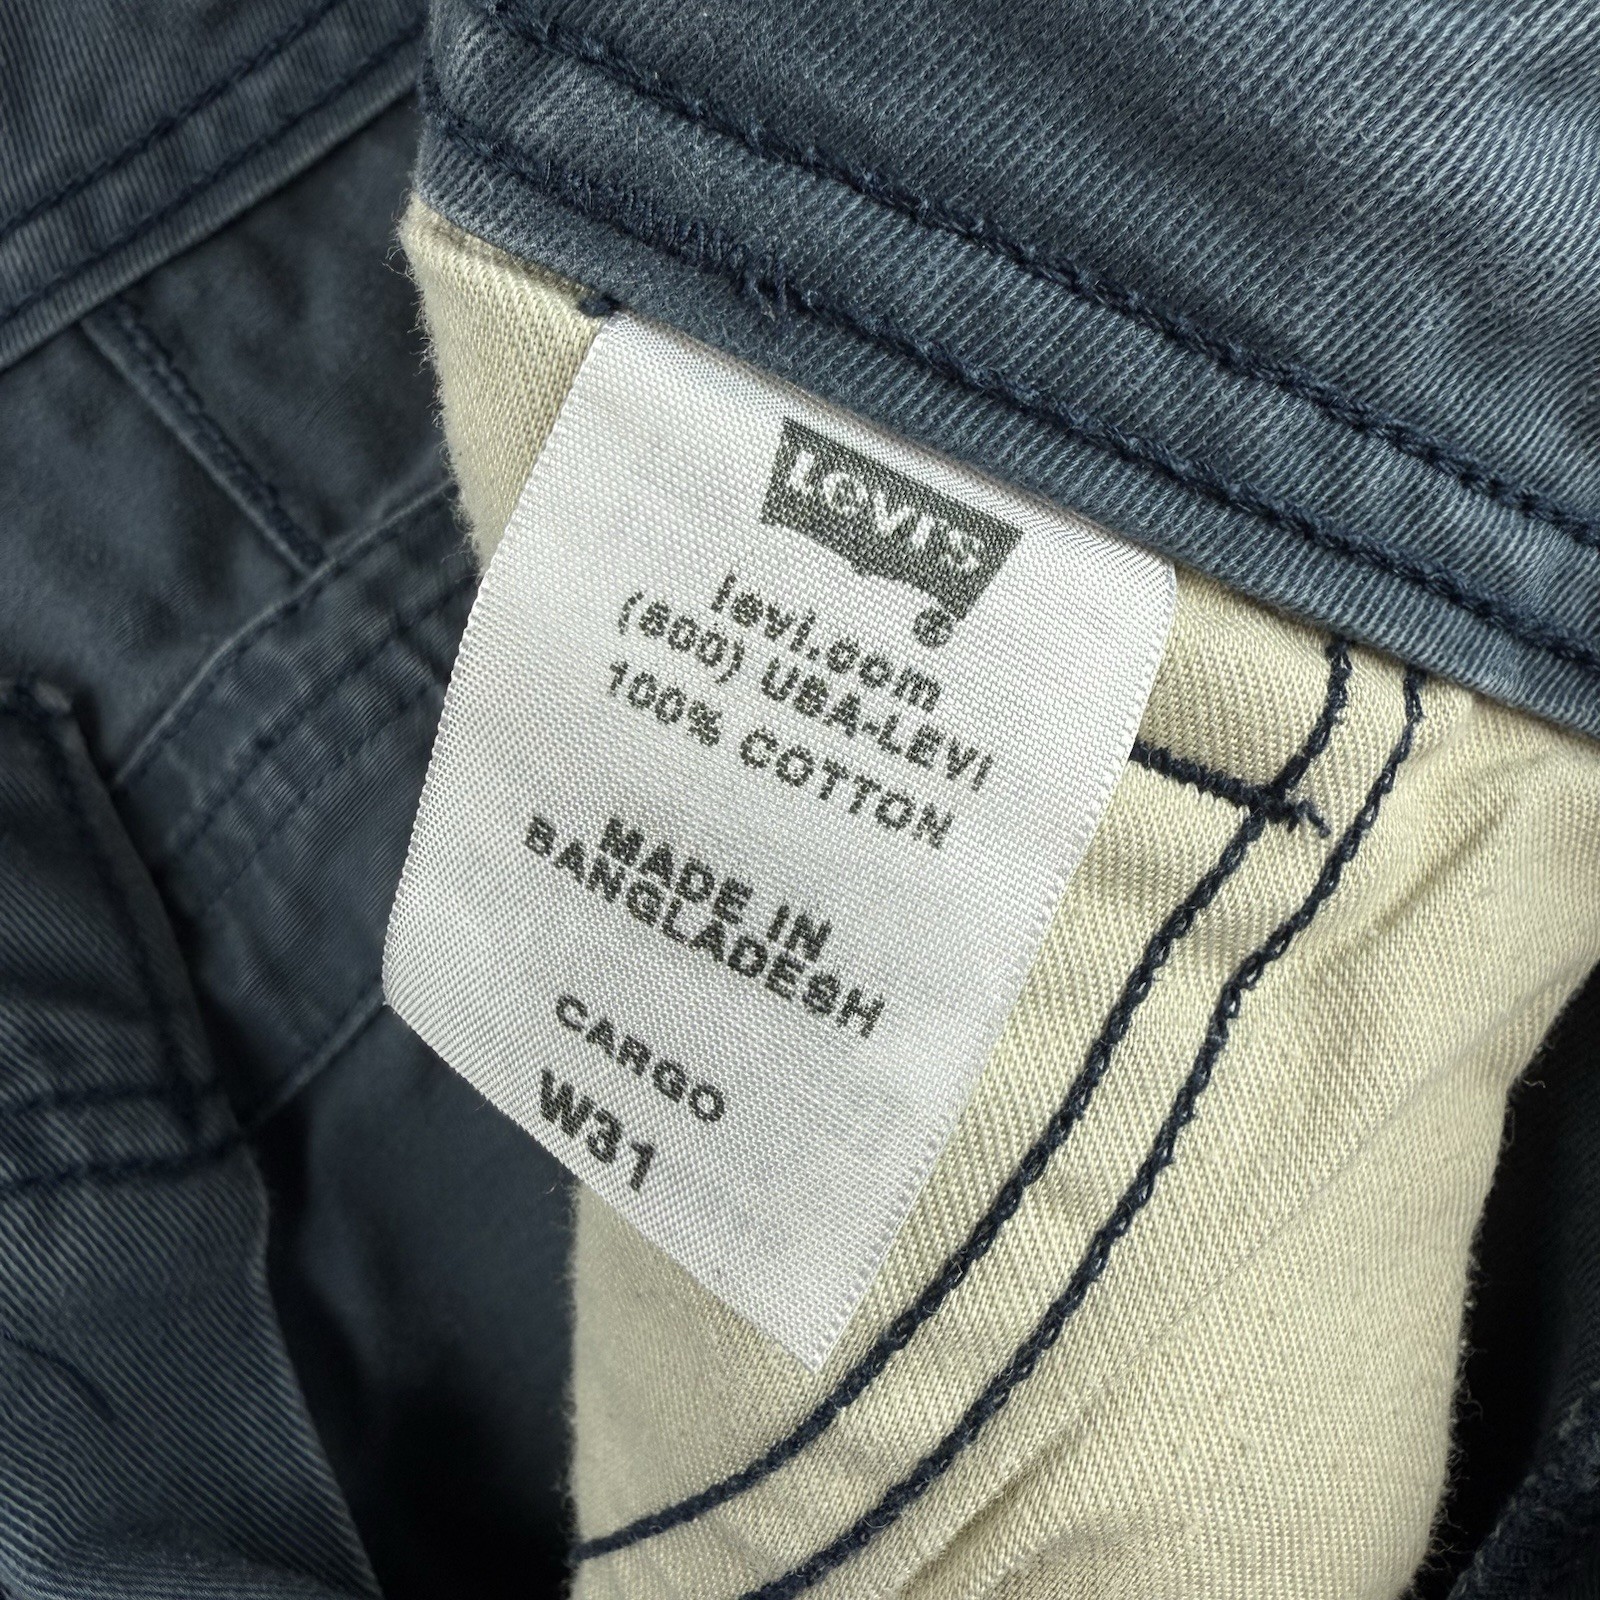 Levi's
levi.com
(800) USA-LEVI
100% COTTON
MADE IN
BANGLADESH
CARGO
W31